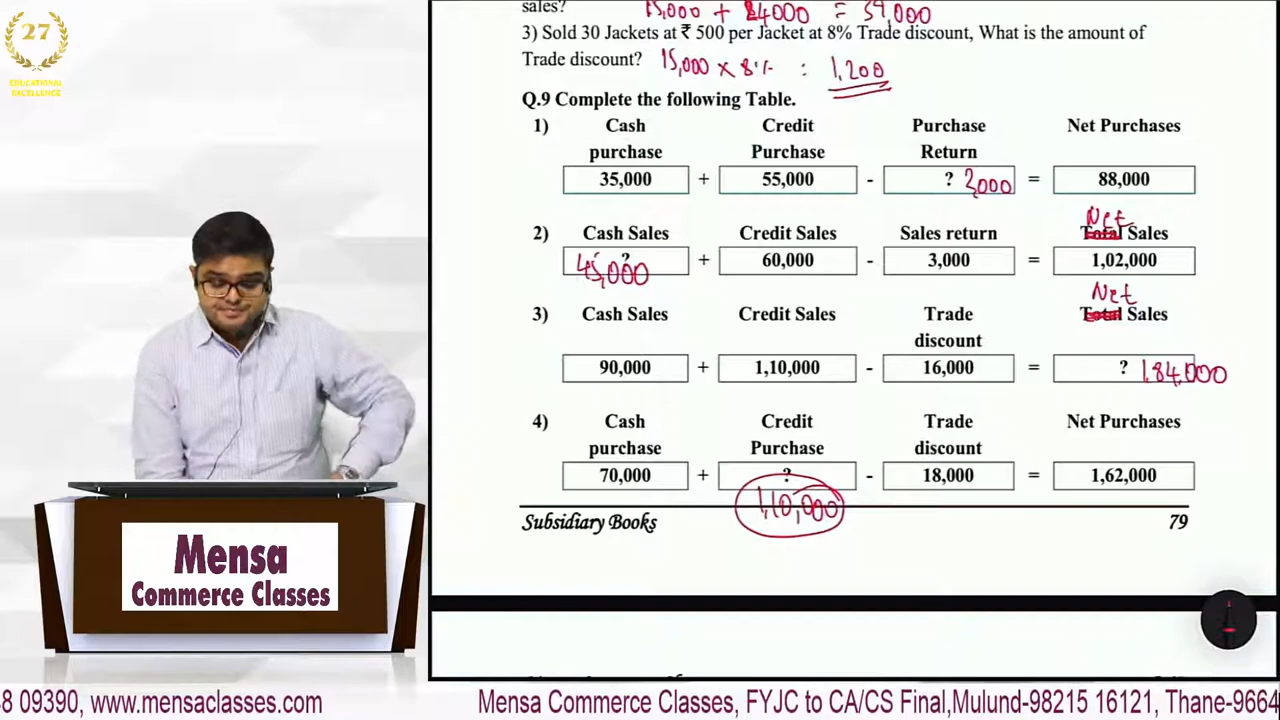 27
EDUCATIONAL
EXCELLENCE
sales? 15,000 + 24000 = 39,000
3) Sold 30 Jackets at ₹ 500 per Jacket at 8% Trade discount, What is the amount of
Trade discount? 15,000 x 8% : 1,200
Q.9 Complete the following Table.
1) Cash purchase Credit Purchase Purchase Return Net Purchases
35,000 + 55,000 - ? 2,000 = 88,000
2) Cash Sales Credit Sales Sales return Net Total Sales
? 45,000 + 60,000 - 3,000 = 1,02,000
3) Cash Sales Credit Sales Trade discount Net Total Sales
90,000 + 1,10,000 - 16,000 = ? 1,84,000
4) Cash purchase Credit Purchase Trade discount Net Purchases
70,000 + ? 1,10,000 - 18,000 = 1,62,000
Subsidiary Books 79
Mensa
Commerce Classes
8 09390, www.mensaclasses.com Mensa Commerce Classes, FYJC to CA/CS Final,Mulund-98215 16121, Thane-9664